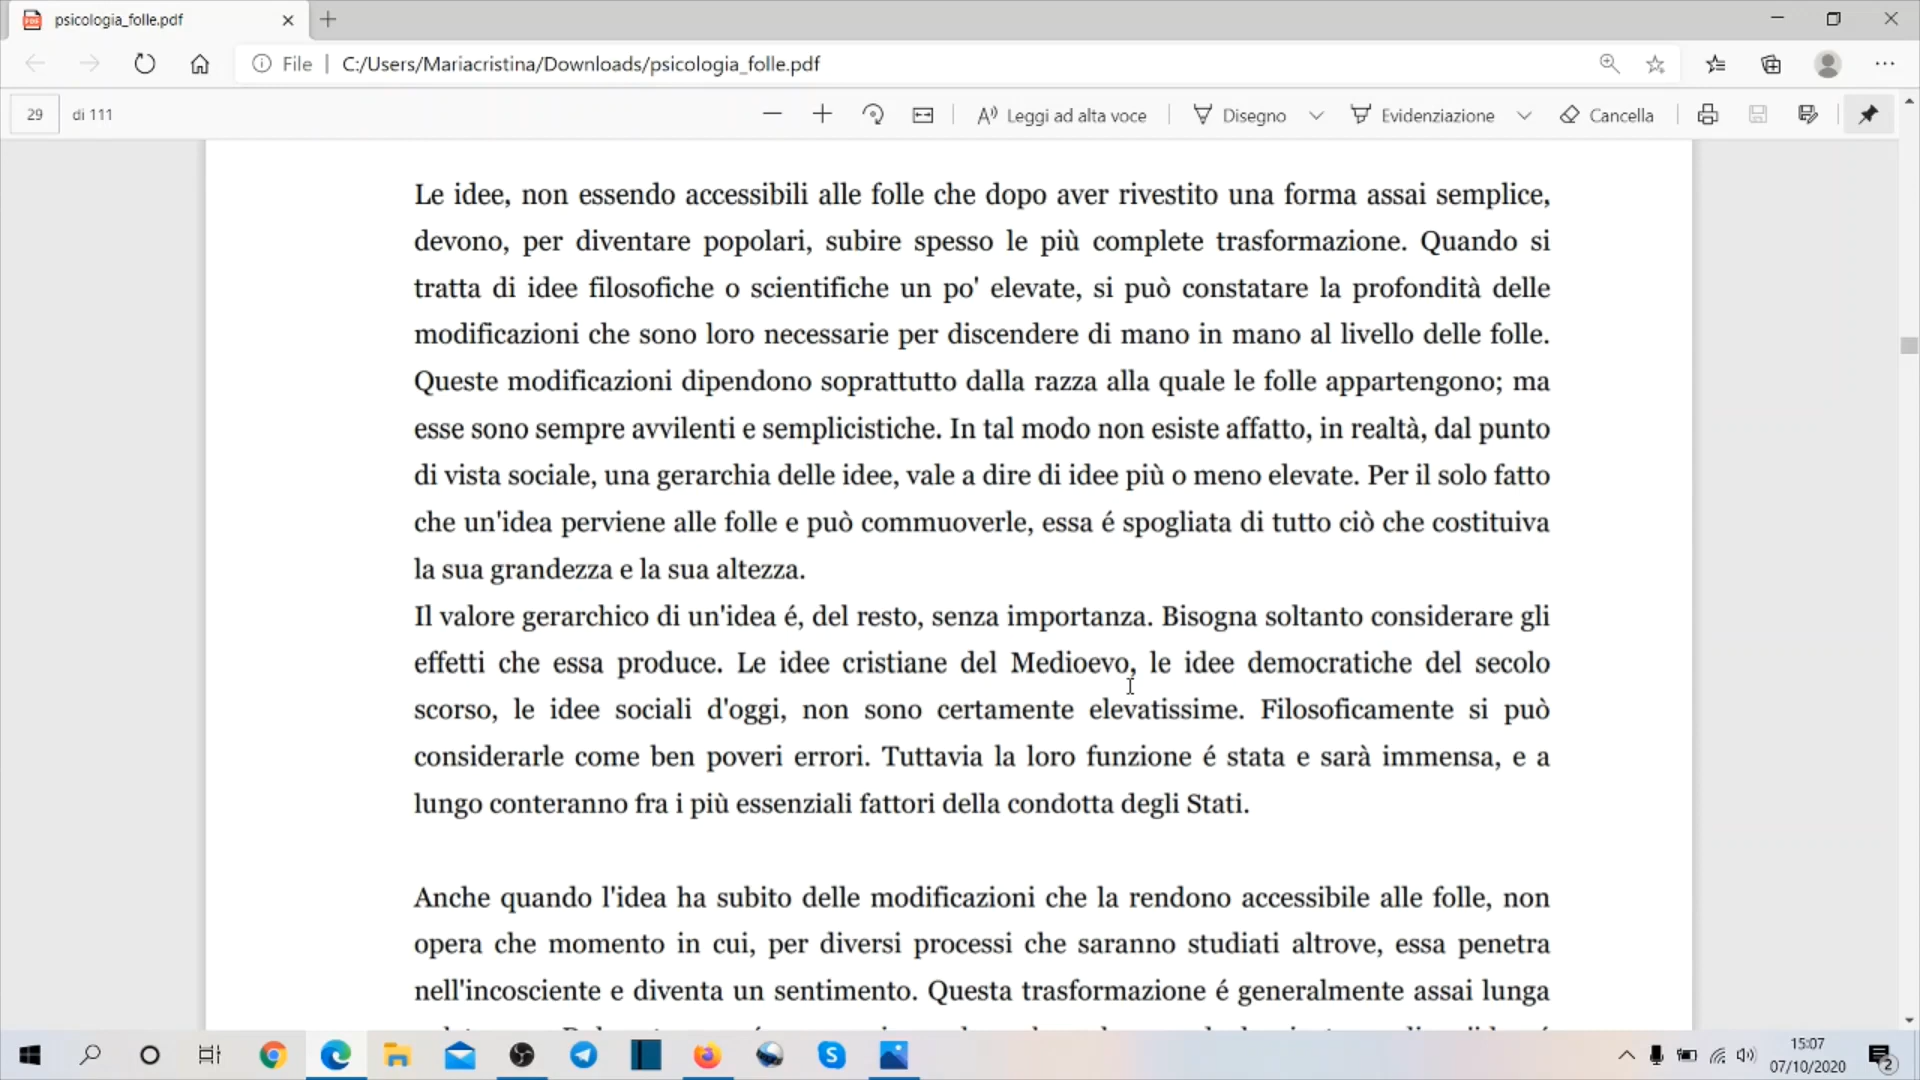 psicologia_folle.pdf
File | C:/Users/Mariacristina/Downloads/psicologia_folle.pdf
29 di 111 Leggi ad alta voce Disegno Evidenziazione Cancella
Le idee, non essendo accessibili alle folle che dopo aver rivestito una forma assai semplice,
devono, per diventare popolari, subire spesso le più complete trasformazione. Quando si
tratta di idee filosofiche o scientifiche un po' elevate, si può constatare la profondità delle
modificazioni che sono loro necessarie per discendere di mano in mano al livello delle folle.
Queste modificazioni dipendono soprattutto dalla razza alla quale le folle appartengono; ma
esse sono sempre avvilenti e semplicistiche. In tal modo non esiste affatto, in realtà, dal punto
di vista sociale, una gerarchia delle idee, vale a dire di idee più o meno elevate. Per il solo fatto
che un'idea perviene alle folle e può commuoverle, essa é spogliata di tutto ciò che costituiva
la sua grandezza e la sua altezza.
Il valore gerarchico di un'idea é, del resto, senza importanza. Bisogna soltanto considerare gli
effetti che essa produce. Le idee cristiane del Medioevo, le idee democratiche del secolo
scorso, le idee sociali d'oggi, non sono certamente elevatissime. Filosoficamente si può
considerarle come ben poveri errori. Tuttavia la loro funzione é stata e sarà immensa, e a
lungo conteranno fra i più essenziali fattori della condotta degli Stati.
Anche quando l'idea ha subito delle modificazioni che la rendono accessibile alle folle, non
opera che momento in cui, per diversi processi che saranno studiati altrove, essa penetra
nell'incosciente e diventa un sentimento. Questa trasformazione é generalmente assai lunga
15:07
07/10/2020
2